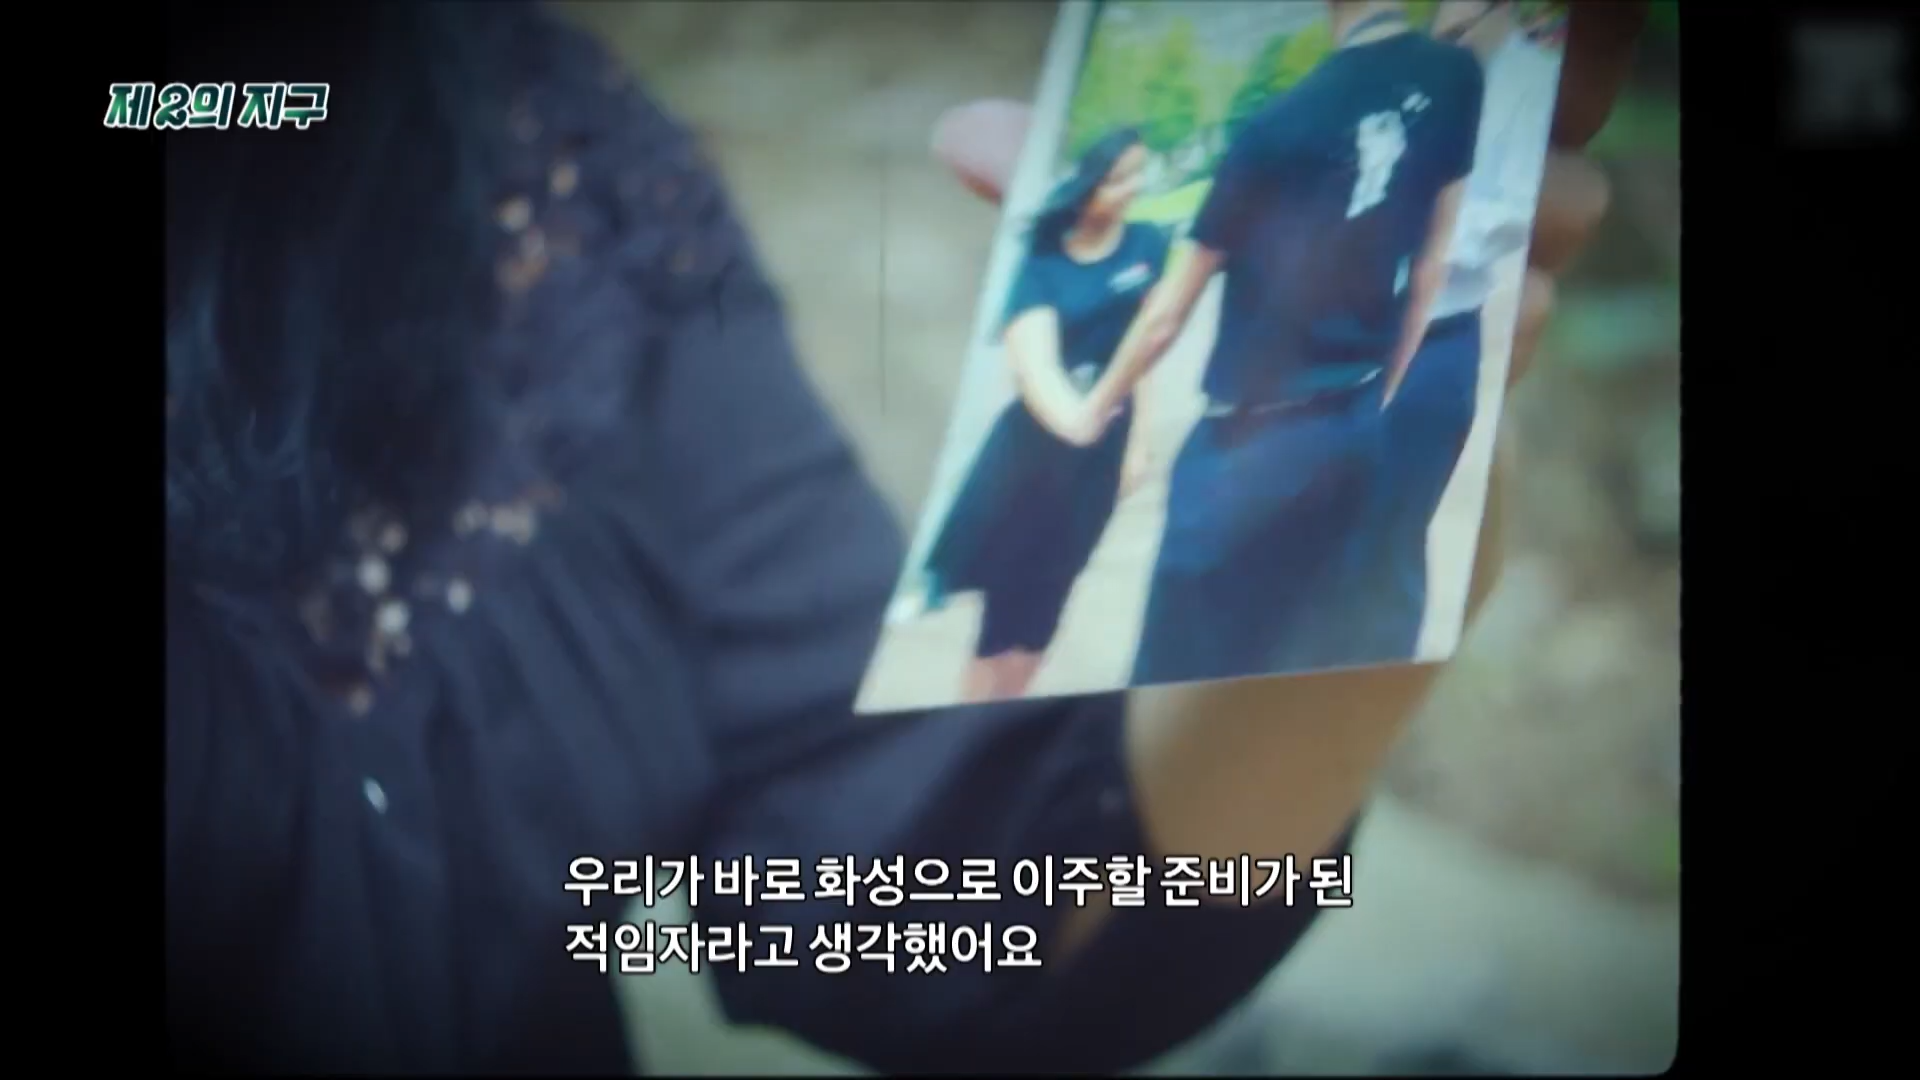 제2의 지구
우리가 바로 화성으로 이주할 준비가 된
적임자라고 생각했어요